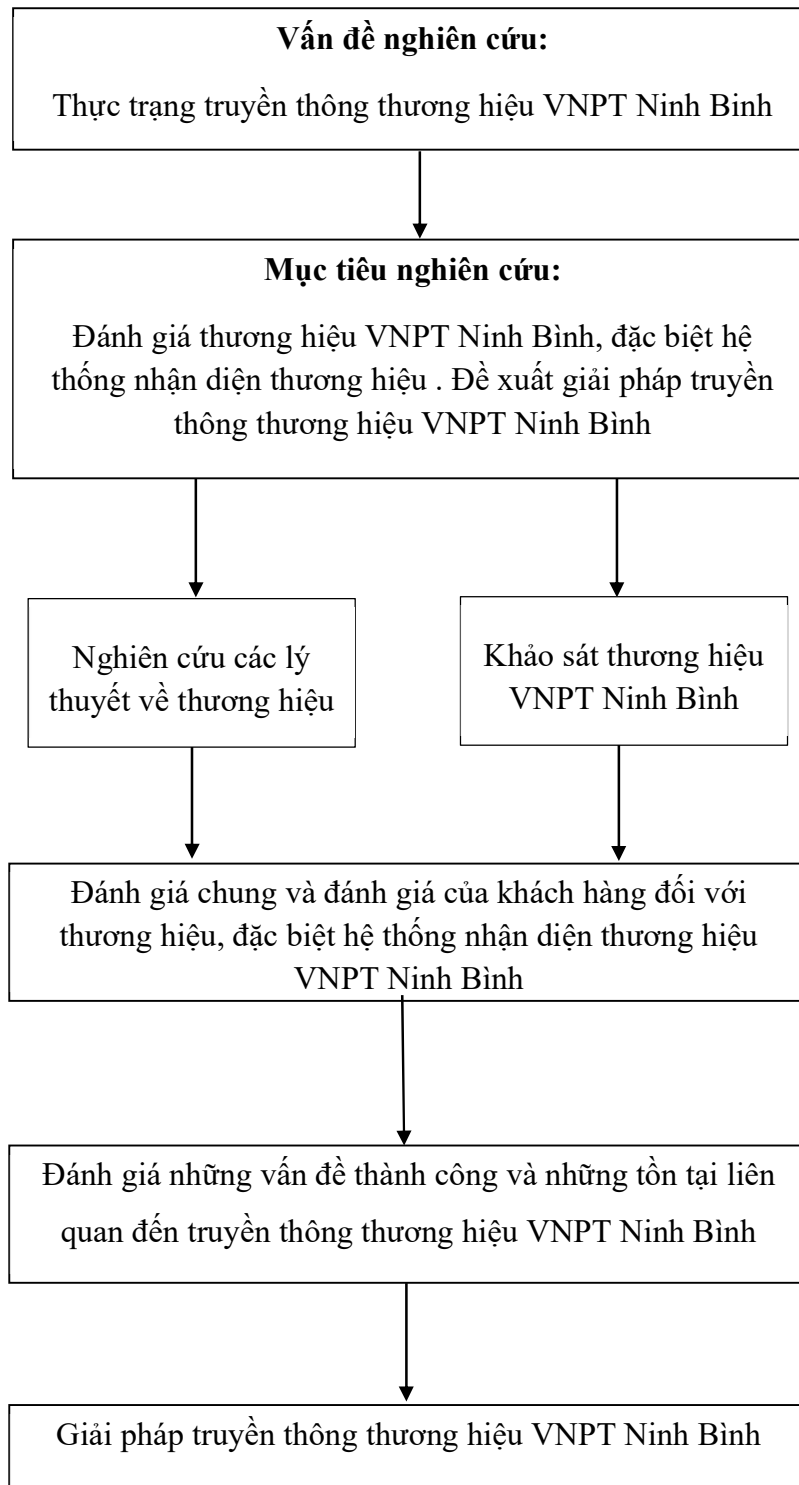 Vấn đề nghiên cứu:
Thực trạng truyền thông thương hiệu VNPT Ninh Binh
Mục tiêu nghiên cứu:
Đánh giá thương hiệu VNPT Ninh Bình, đặc biệt hệ
thống nhận diện thương hiệu . Đề xuất giải pháp truyền
thông thương hiệu VNPT Ninh Bình
Nghiên cứu các lý
thuyết về thương hiệu
Khảo sát thương hiệu
VNPT Ninh Bình
Đánh giá chung và đánh giá của khách hàng đối với
thương hiệu, đặc biệt hệ thống nhận diện thương hiệu
VNPT Ninh Bình
Đánh giá những vấn đề thành công và những tồn tại liên
quan đến truyền thông thương hiệu VNPT Ninh Bình
Giải pháp truyền thông thương hiệu VNPT Ninh Bình